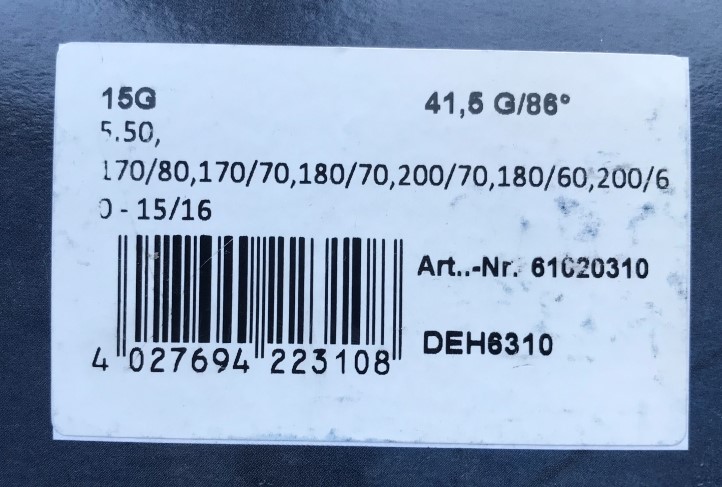 15G 41,5 G/86°
5.50,
170/80,170/70,180/70,200/70,180/60,200/6
0 - 15/16
Art..-Nr. 61020310
DEH6310
4 027694 223108